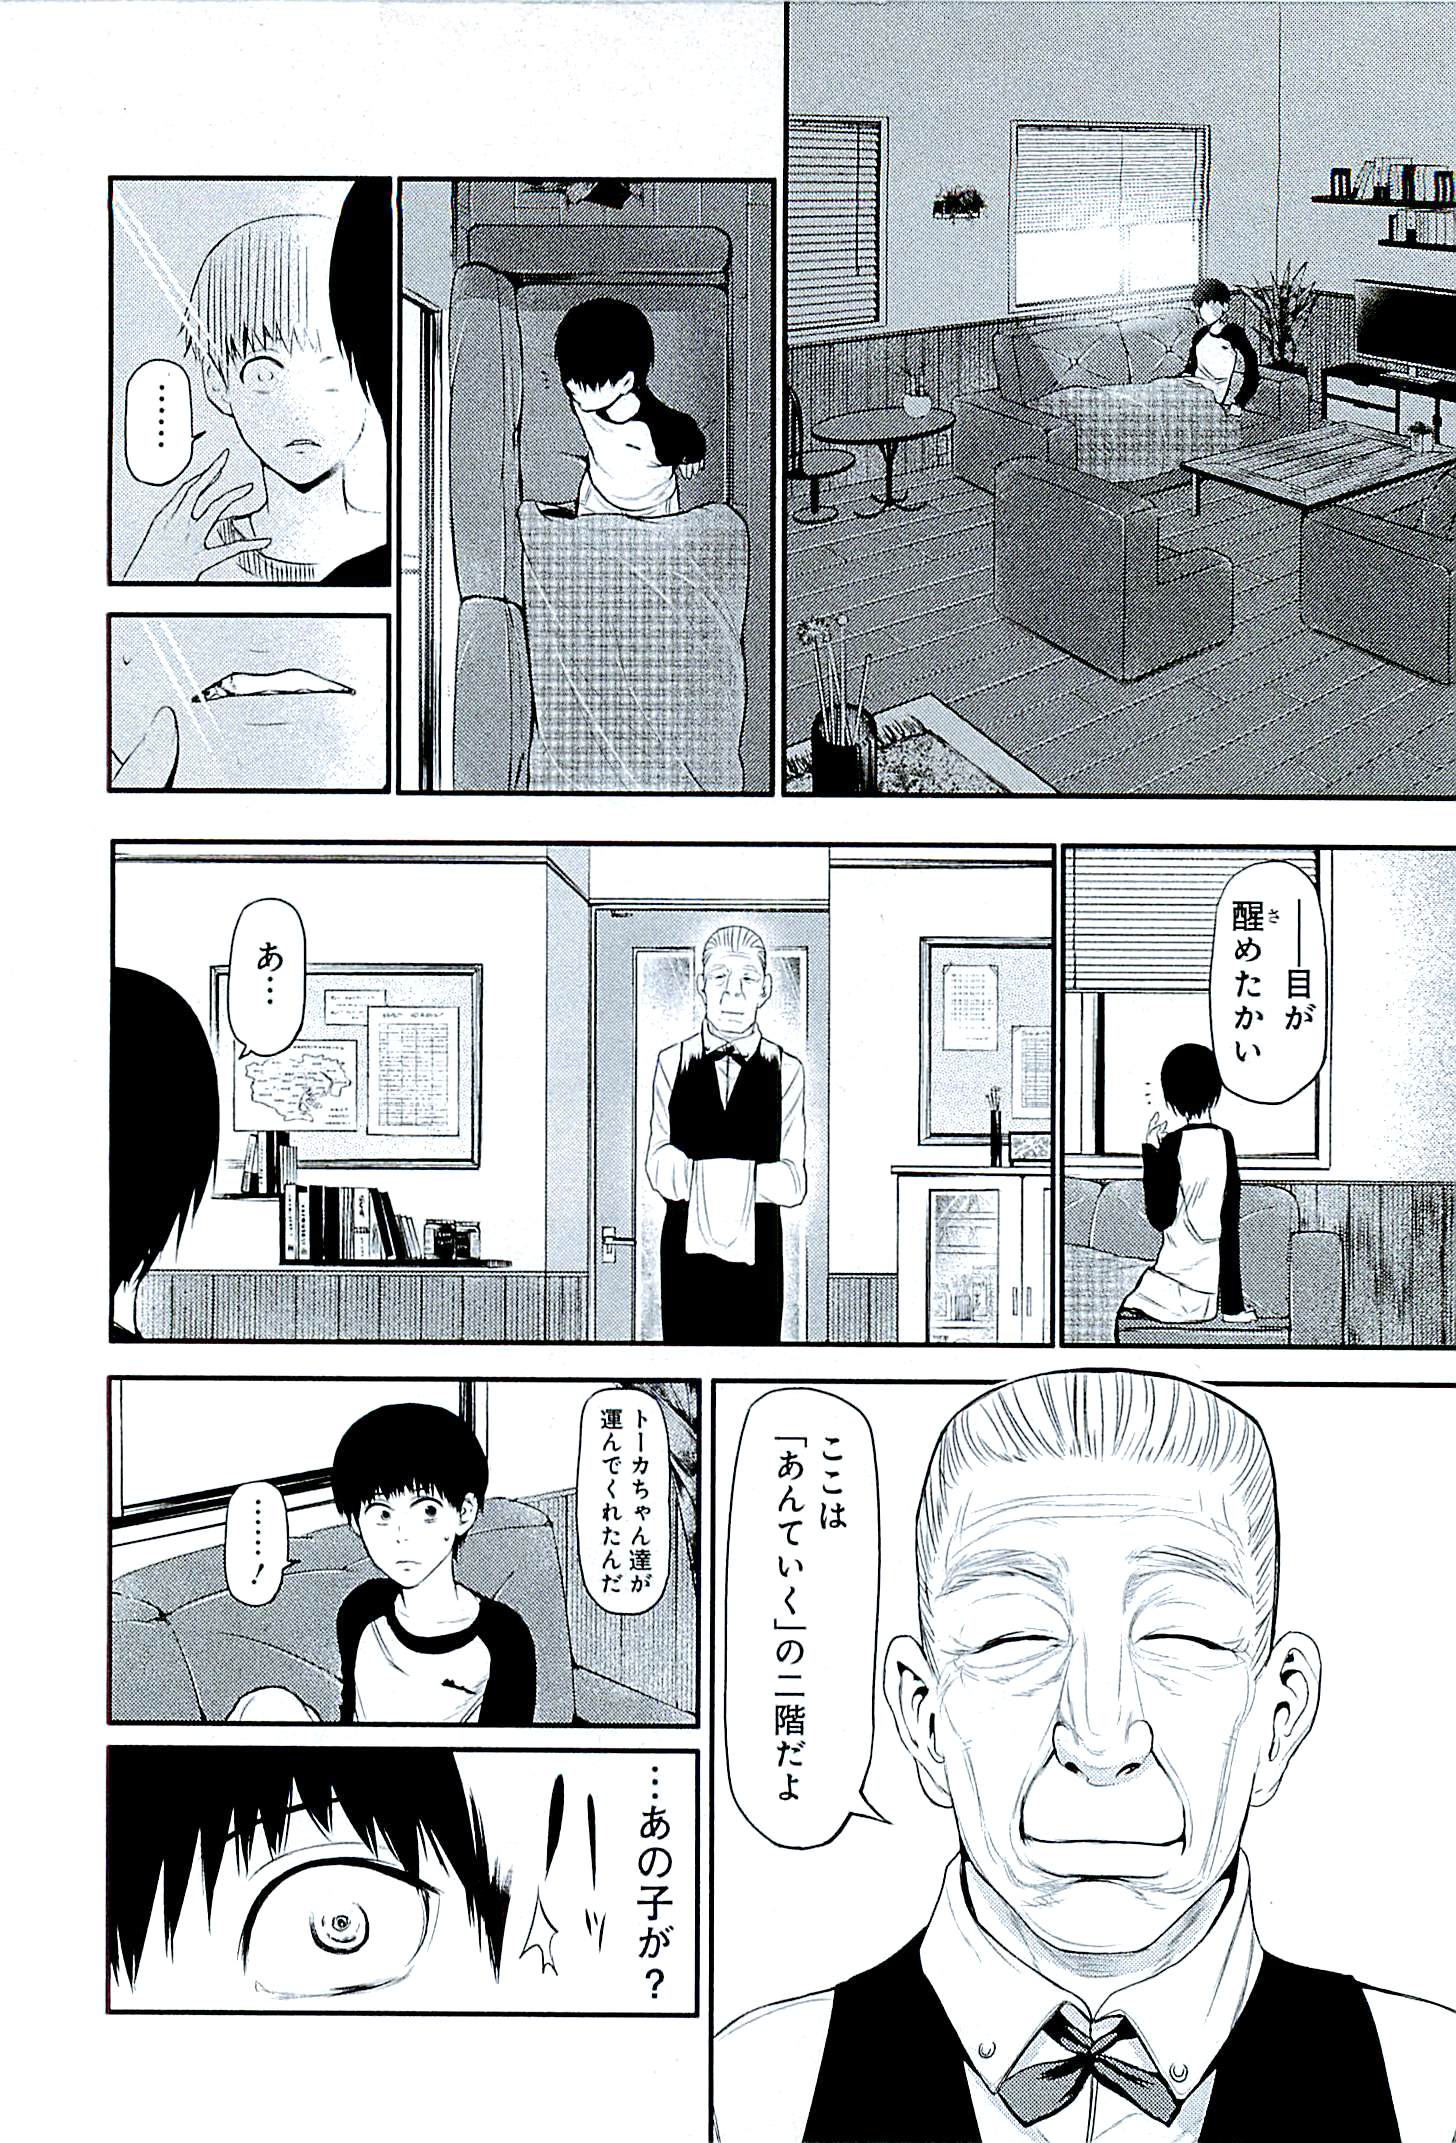 ………
――目が
醒めたかい
さ
あ…
ここは
「あんていく」の二階だよ
トーカちゃん達が
運んでくれたんだ
………！
…あの子が？
！！
ッ